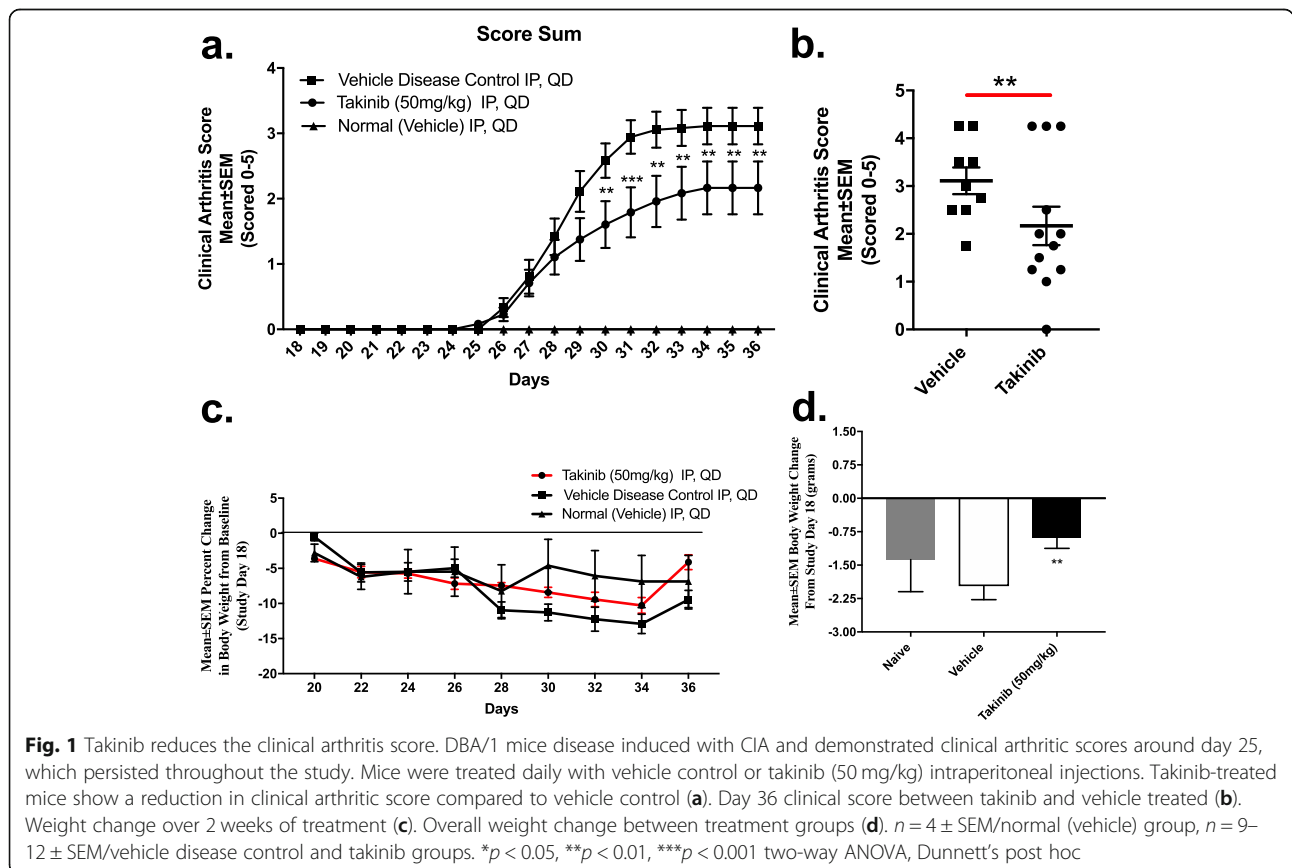 a.
Score Sum
Vehicle Disease Control IP, QD
Takinib (50mg/kg) IP, QD
Normal (Vehicle) IP, QD
Clinical Arthritis Score
Mean±SEM
(Scored 0-5)
4
3
2
1
0
** *** ** ** ** ** **
18 19 20 21 22 23 24 25 26 27 28 29 30 31 32 33 34 35 36
Days
b.
**
Clinical Arthritis Score
Mean±SEM
(Scored 0-5)
5
4
3
2
1
0
Vehicle Takinib
c.
Takinib (50mg/kg) IP, QD
Vehicle Disease Control IP, QD
Normal (Vehicle) IP, QD
Mean±SEM Percent Change
in Body Weight from Baseline
(Study Day 18)
5
0
-5
-10
-15
-20
20 22 24 26 28 30 32 34 36
Days
d.
Mean±SEM Body Weight Change
From Study Day 18 (grams)
1.50
0.75
0.00
-0.75
-1.50
-2.25
-3.00
**
Naive Vehicle Takinib (50mg/kg)
Fig. 1 Takinib reduces the clinical arthritis score. DBA/1 mice disease induced with CIA and demonstrated clinical arthritic scores around day 25,
which persisted throughout the study. Mice were treated daily with vehicle control or takinib (50 mg/kg) intraperitoneal injections. Takinib-treated
mice show a reduction in clinical arthritic score compared to vehicle control (a). Day 36 clinical score between takinib and vehicle treated (b).
Weight change over 2 weeks of treatment (c). Overall weight change between treatment groups (d). n = 4 ± SEM/normal (vehicle) group, n = 9–
12 ± SEM/vehicle disease control and takinib groups. *p < 0.05, **p < 0.01, ***p < 0.001 two-way ANOVA, Dunnett's post hoc